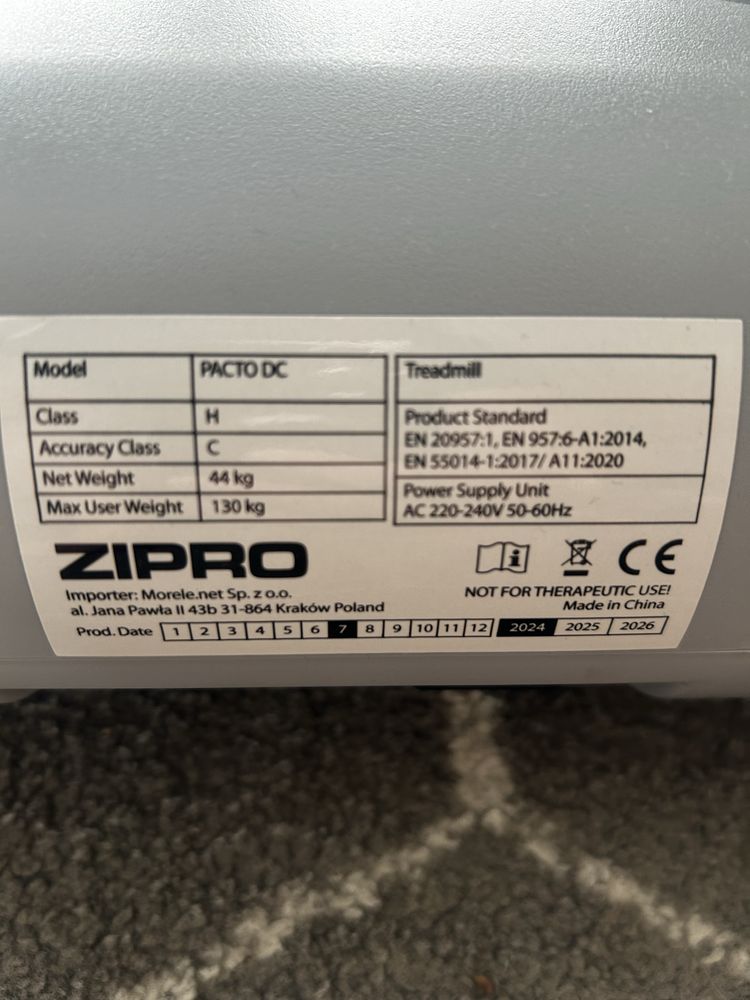 Model PACTO DC
Class H
Accuracy Class C
Net Weight 44 kg
Max User Weight 130 kg
Treadmill
Product Standard
EN 20957:1, EN 957:6-A1:2014,
EN 55014-1:2017/ A11:2020
Power Supply Unit
AC 220-240V 50-60Hz
ZIPRO
Importer: Morele.net Sp. z o.o.
al. Jana Pawła II 43b 31-864 Kraków Poland
CE
NOT FOR THERAPEUTIC USE!
Made in China
Prod. Date 1 2 3 4 5 6 7 8 9 10 11 12 2024 2025 2026